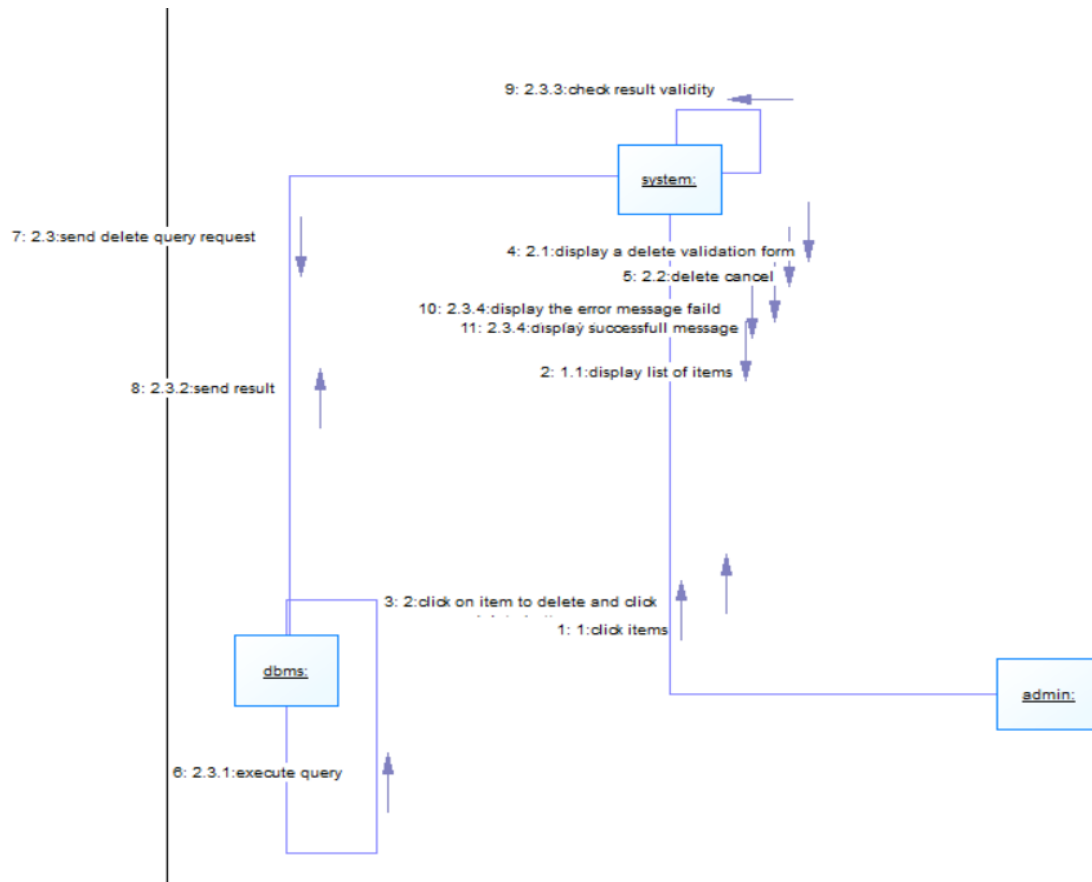 9: 2.3.3:check result validity
system:
7: 2.3:send delete query request
4: 2.1:display a delete validation form
5: 2.2:delete cancel
10: 2.3.4:display the error message faild
11: 2.3.4:display successfull message
2: 1.1:display list of items
8: 2.3.2:send result
3: 2:click on item to delete and click
1: 1:click items
dbms:
admin:
6: 2.3.1:execute query